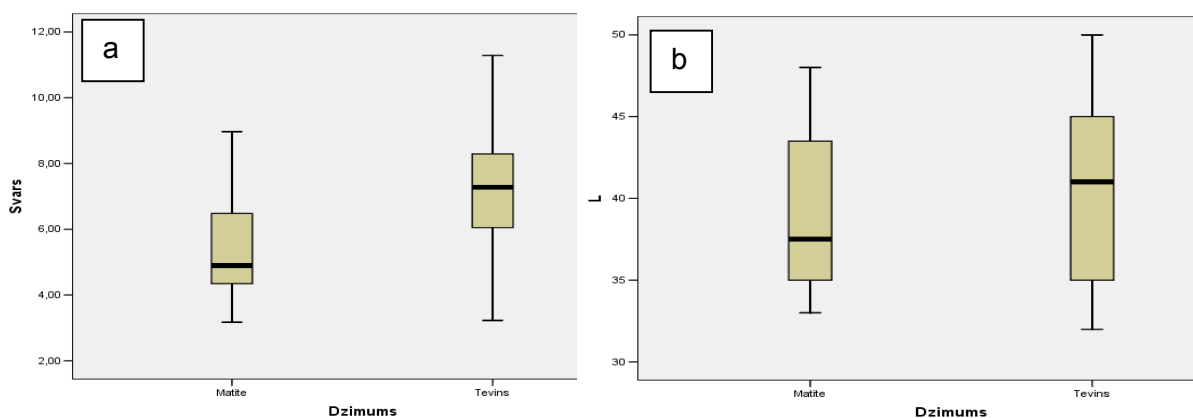 a
Svars
12,00
10,00
8,00
6,00
4,00
2,00
Matite
Tevins
Dzimums
b
L
50
45
40
35
30
Matite
Tevins
Dzimums